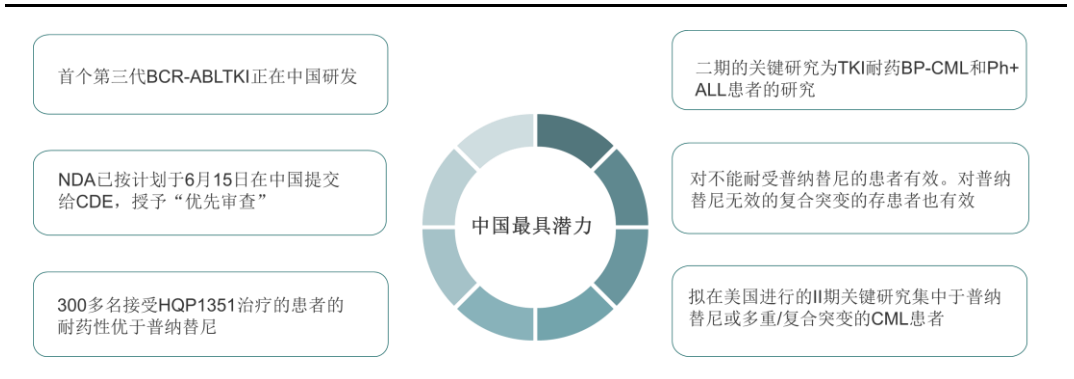 首个第三代BCR-ABLTKI正在中国研发
NDA已按计划于6月15日在中国提交
给CDE，授予“优先审查”
300多名接受HQP1351治疗的患者的
耐药性优于普纳替尼
中国最具潜力
二期的关键研究为TKI耐药BP-CML和Ph+
ALL患者的研究
对不能耐受普纳替尼的患者有效。对普纳
替尼无效的复合突变的存患者也有效
拟在美国进行的II期关键研究集中于普纳
替尼或多重/复合突变的CML患者